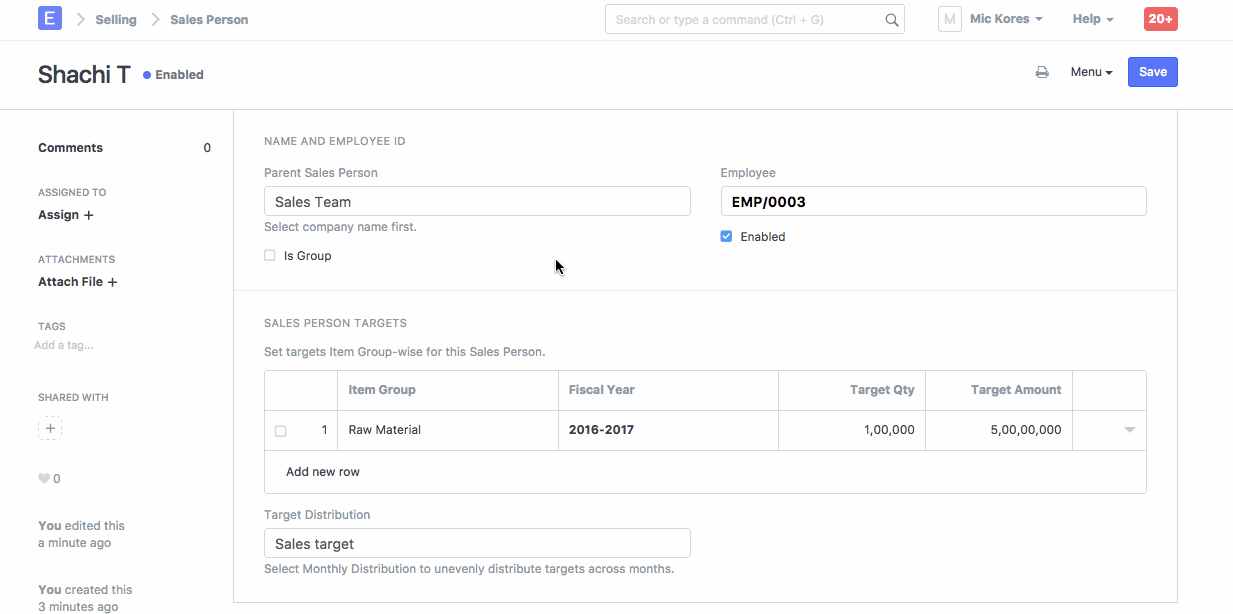 E Selling Sales Person Search or type a command (Ctrl + G) M Mic Kores Help 20+
Shachi T Enabled Menu Save
Comments 0
ASSIGNED TO
Assign +
ATTACHMENTS
Attach File +
TAGS
Add a tag...
SHARED WITH
+
0
You edited this
a minute ago
You created this
3 minutes ago
NAME AND EMPLOYEE ID
Parent Sales Person
Sales Team
Select company name first.
Is Group
Employee
EMP/0003
Enabled
SALES PERSON TARGETS
Set targets Item Group-wise for this Sales Person.
Item Group Fiscal Year Target Qty Target Amount
1 Raw Material 2016-2017 1,00,000 5,00,00,000
Add new row
Target Distribution
Sales target
Select Monthly Distribution to unevenly distribute targets across months.